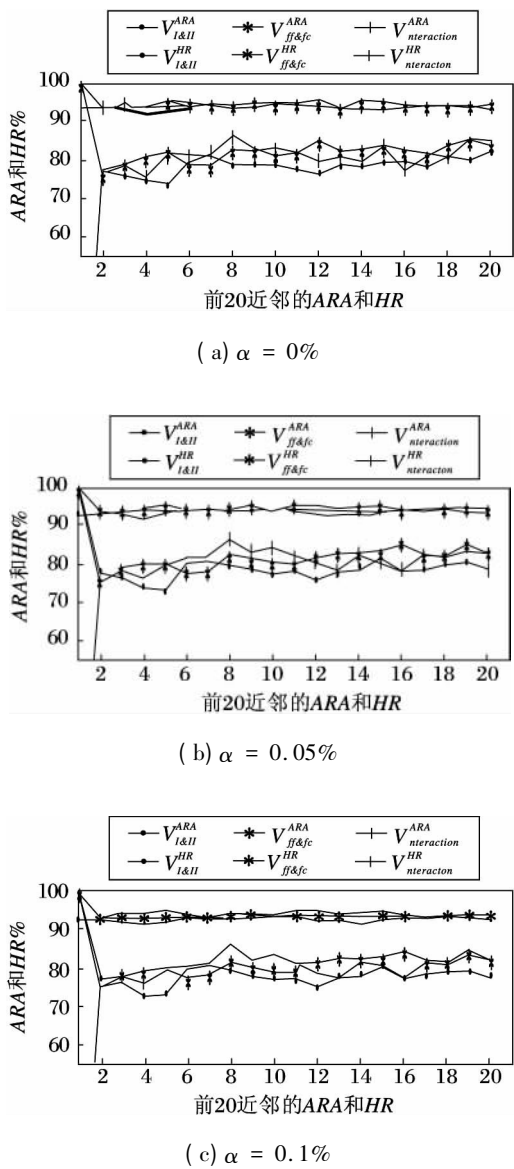 V_{I&II}^{ARA} V_{ff&fc}^{ARA} V_{nteraction}^{ARA}
V_{I&II}^{HR} V_{ff&fc}^{HR} V_{nteracton}^{HR}
100
90
80
70
60
ARA和HR%
2 4 6 8 10 12 14 16 18 20
前20近邻的ARA和HR
(a) α = 0%
V_{I&II}^{ARA} V_{ff&fc}^{ARA} V_{nteraction}^{ARA}
V_{I&II}^{HR} V_{ff&fc}^{HR} V_{nteracton}^{HR}
100
90
80
70
60
ARA和HR%
2 4 6 8 10 12 14 16 18 20
前20近邻的ARA和HR
(b) α = 0.05%
V_{I&II}^{ARA} V_{ff&fc}^{ARA} V_{nteraction}^{ARA}
V_{I&II}^{HR} V_{ff&fc}^{HR} V_{nteracton}^{HR}
100
90
80
70
60
ARA和HR%
2 4 6 8 10 12 14 16 18 20
前20近邻的ARA和HR
(c) α = 0.1%